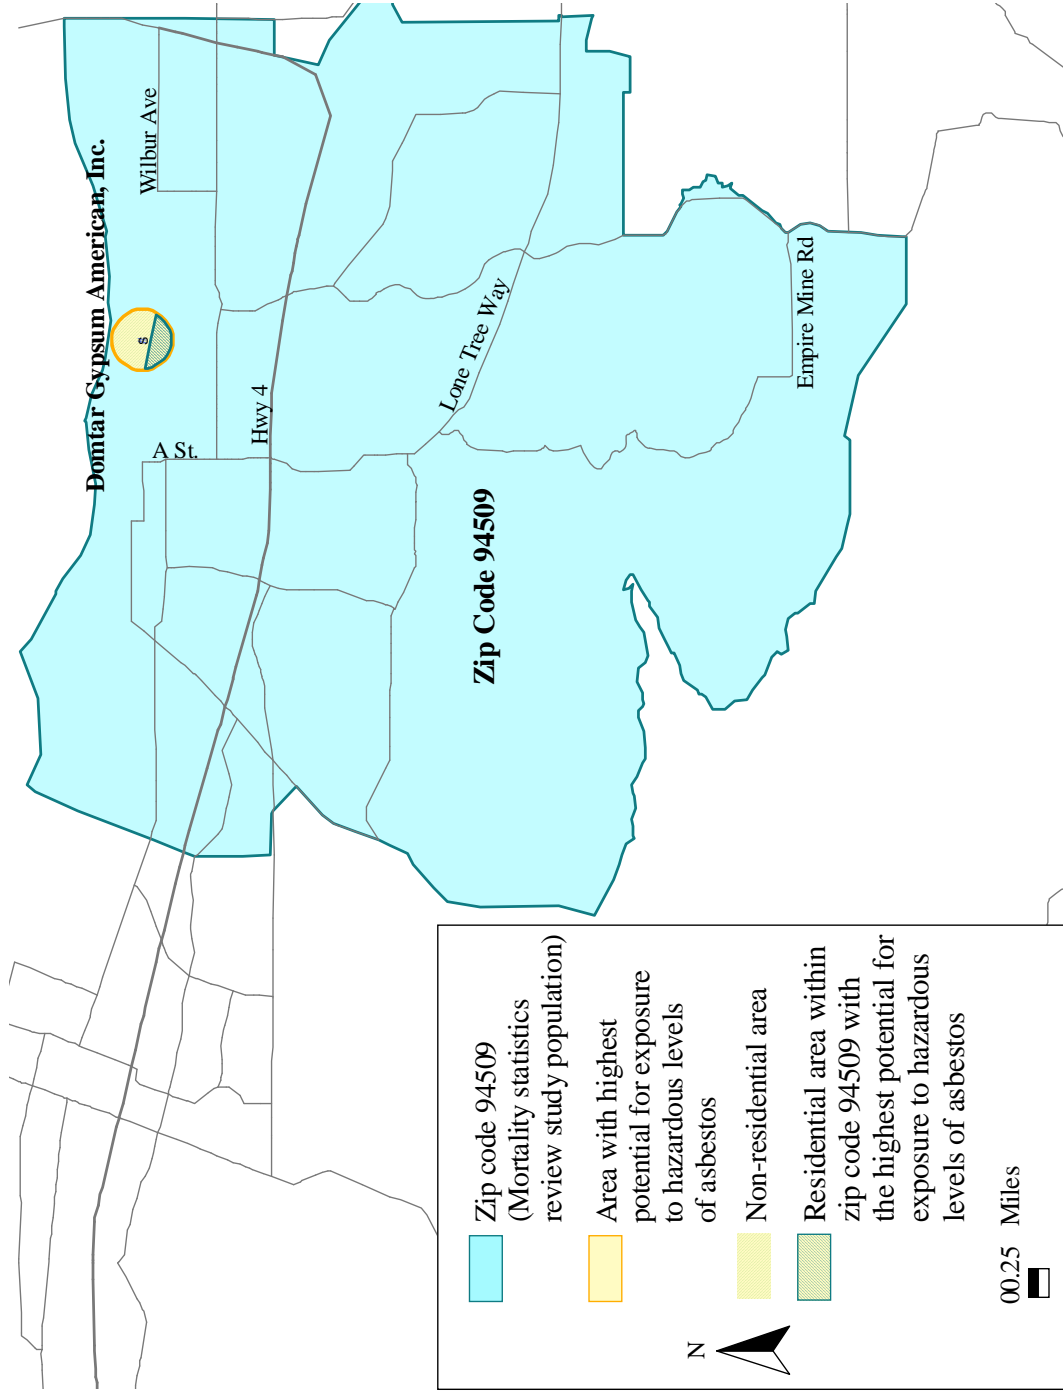 Domtar Gypsum American, Inc.
Wilbur Ave
s
A St.
Hwy 4
Lone Tree Way
Zip Code 94509
Empire Mine Rd
Zip code 94509
(Mortality statistics
review study population)
Area with highest
potential for exposure
to hazardous levels
of asbestos
Non-residential area
Residential area within
zip code 94509 with
the highest potential for
exposure to hazardous
levels of asbestos
N
00.25 Miles